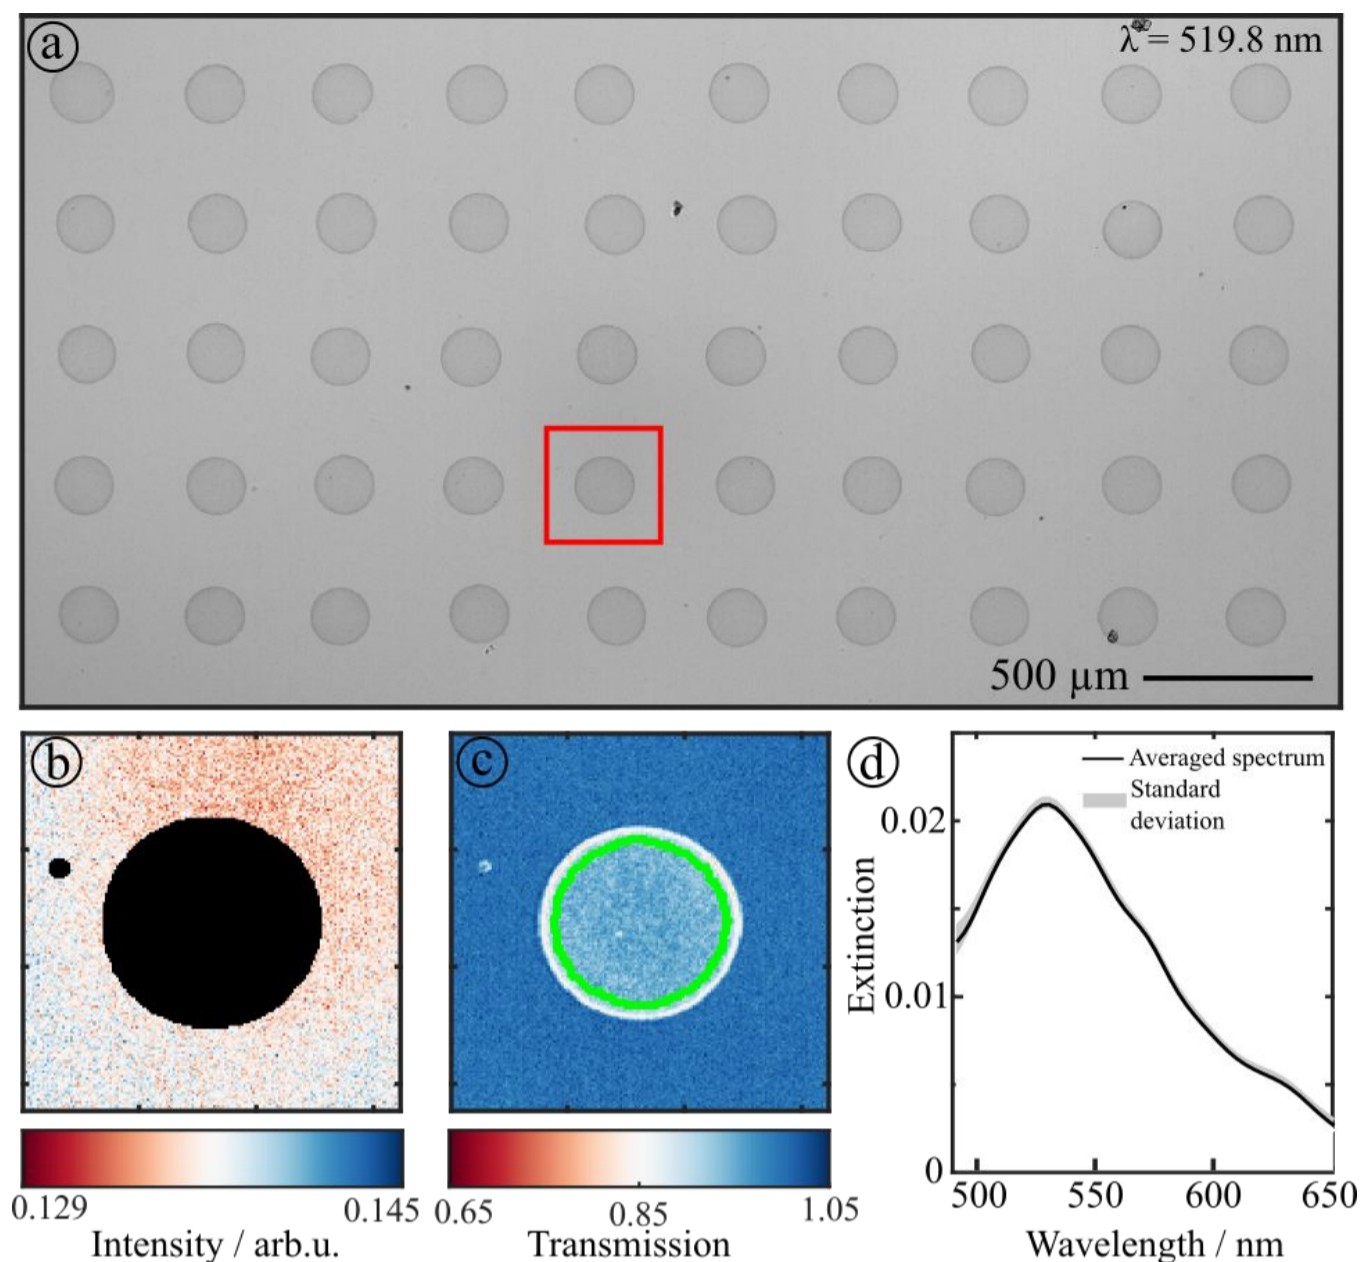 a
λ = 519.8 nm
500 µm
b
0.129
0.145
Intensity / arb.u.
c
0.65
0.85
1.05
Transmission
d
Averaged spectrum
Standard
deviation
0.02
0.01
0
Extinction
500
550
600
650
Wavelength / nm